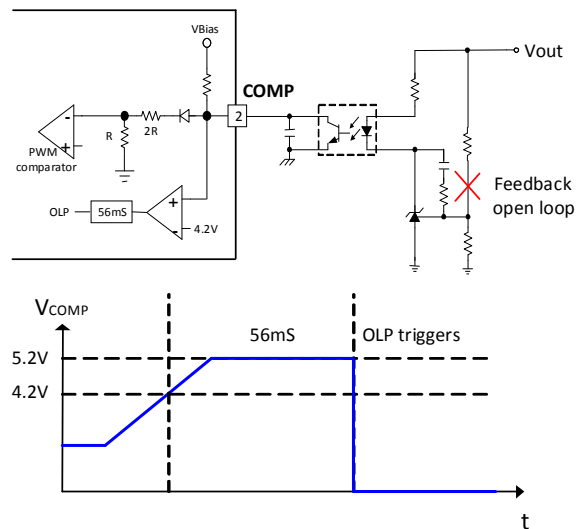 VBias
Vout
COMP
2
-
2R
R
+
PWM
comparator
OLP
56mS
+
-
4.2V
Feedback
open loop
VCOMP
56mS
OLP triggers
5.2V
4.2V
t